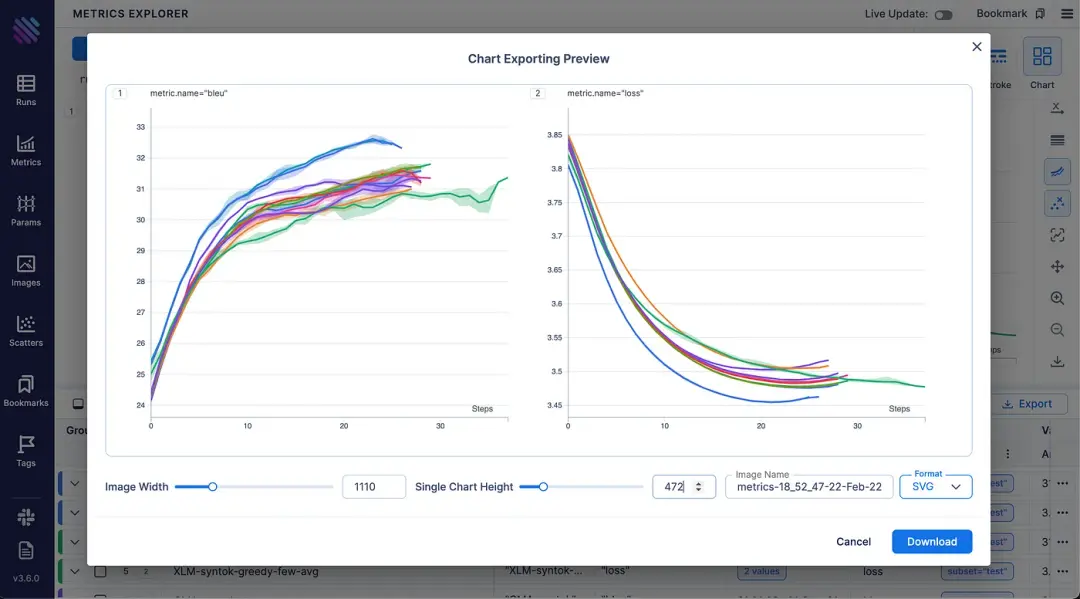 METRICS EXPLORER
Live Update:
Bookmark
Runs
Metrics
Params
Images
Scatters
Bookmarks
Tags
v3.6.0
Chart
1
Chart Exporting Preview
1
metric.name="bleu"
33
32
31
30
29
28
27
26
25
24
0
10
20
30
Steps
2
metric.name="loss"
3.85
3.8
3.75
3.7
3.65
3.6
3.55
3.5
3.45
0
10
20
30
Steps
Image Width
1110
Single Chart Height
472
Image Name
metrics-18_52_47-22-Feb-22
Format
SVG
Cancel
Download
Export
5
2
XLM-syntok-greedy-few-avg
"XLM-syntok-...
"loss"
2 values
loss
subset="test"
3.